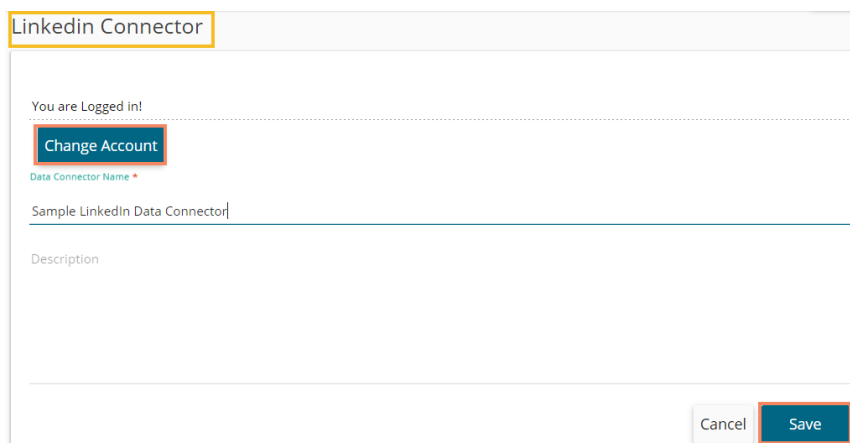 Linkedin Connector
You are Logged in!
Change Account
Data Connector Name *
Sample LinkedIn Data Connector
Description
Cancel Save